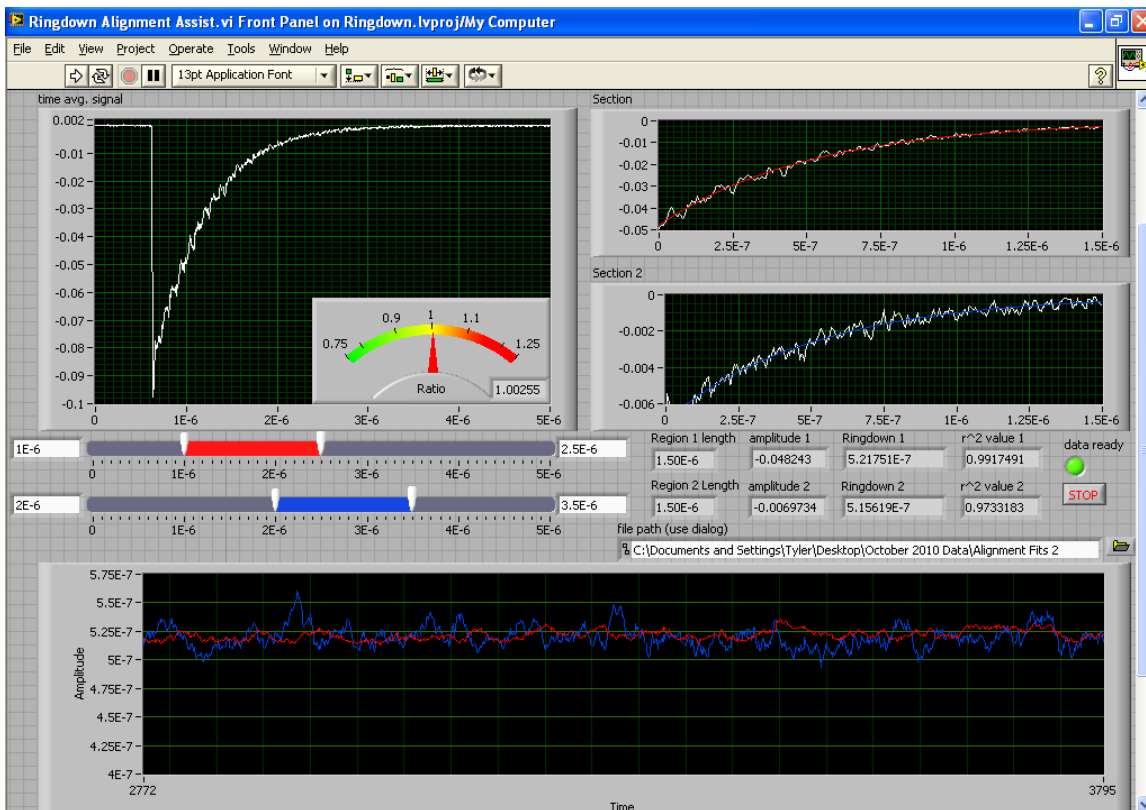 Ringdown Alignment Assist.vi Front Panel on Ringdown.lvproj/My Computer
File Edit View Project Operate Tools Window Help
13pt Application Font
time avg. signal
0.002
-0.01
-0.02
-0.03
-0.04
-0.05
-0.06
-0.07
-0.08
-0.09
-0.1
0 1E-6 2E-6 3E-6 4E-6 5E-6
0.75 0.9 1 1.1 1.25
Ratio 1.00255
Section
0
-0.01
-0.02
-0.03
-0.04
-0.05
0 2.5E-7 5E-7 7.5E-7 1E-6 1.25E-6 1.5E-6
Section 2
0
-0.002
-0.004
-0.006
0 2.5E-7 5E-7 7.5E-7 1E-6 1.25E-6 1.5E-6
1E-6 2.5E-6
0 1E-6 2E-6 3E-6 4E-6 5E-6
2E-6 3.5E-6
0 1E-6 2E-6 3E-6 4E-6 5E-6
Region 1 length amplitude 1 Ringdown 1 r^2 value 1 data ready
1.50E-6 -0.048243 5.21751E-7 0.9917491
Region 2 Length amplitude 2 Ringdown 2 r^2 value 2 STOP
1.50E-6 -0.0069734 5.15619E-7 0.9733183
file path (use dialog)
C:\Documents and Settings\Tyler\Desktop\October 2010 Data\Alignment Fits 2
5.75E-7
5.5E-7
5.25E-7
5E-7
4.75E-7
4.5E-7
4.25E-7
4E-7
Amplitude
2772 3795
Time